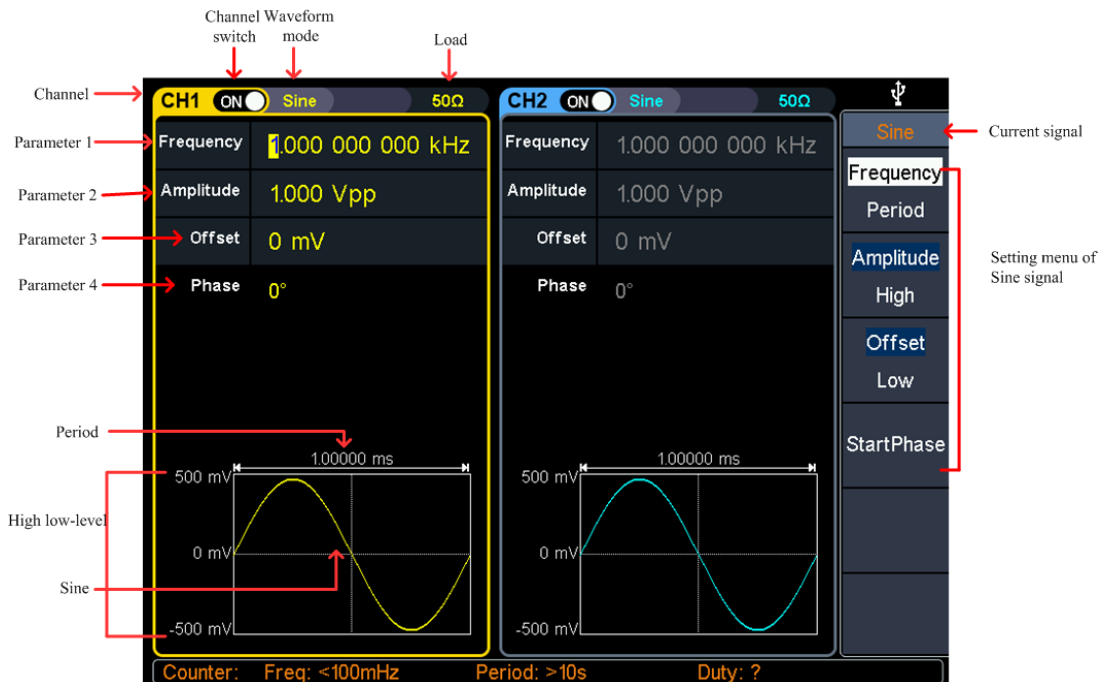 Channel Waveform
switch mode
Load
Channel
CH1 ON Sine 50Ω
CH2 ON Sine 50Ω
Sine
Current signal
Parameter 1
Frequency 1.000 000 000 kHz
Frequency 1.000 000 000 kHz
Frequency
Period
Parameter 2
Amplitude 1.000 Vpp
Amplitude 1.000 Vpp
Parameter 3
Offset 0 mV
Offset 0 mV
Amplitude
High
Setting menu of
Sine signal
Parameter 4
Phase 0°
Phase 0°
Offset
Low
StartPhase
Period
1.00000 ms
500 mV
0 mV
-500 mV
High low-level
Sine
1.00000 ms
500 mV
0 mV
-500 mV
Counter: Freq: <100mHz Period: >10s Duty: ?